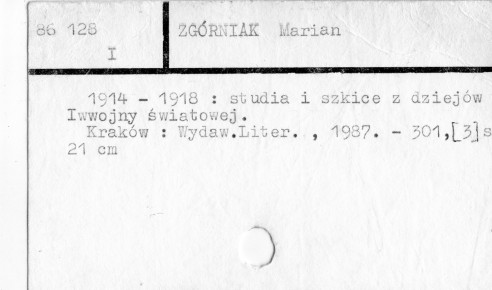 86 128
I
ZGÓRNIAK Marian
1914 - 1918 : studia i szkice z dziejów
Iwwojny światowej.
Kraków : Wydaw.Liter. , 1987. - 301,[3]s
21 cm